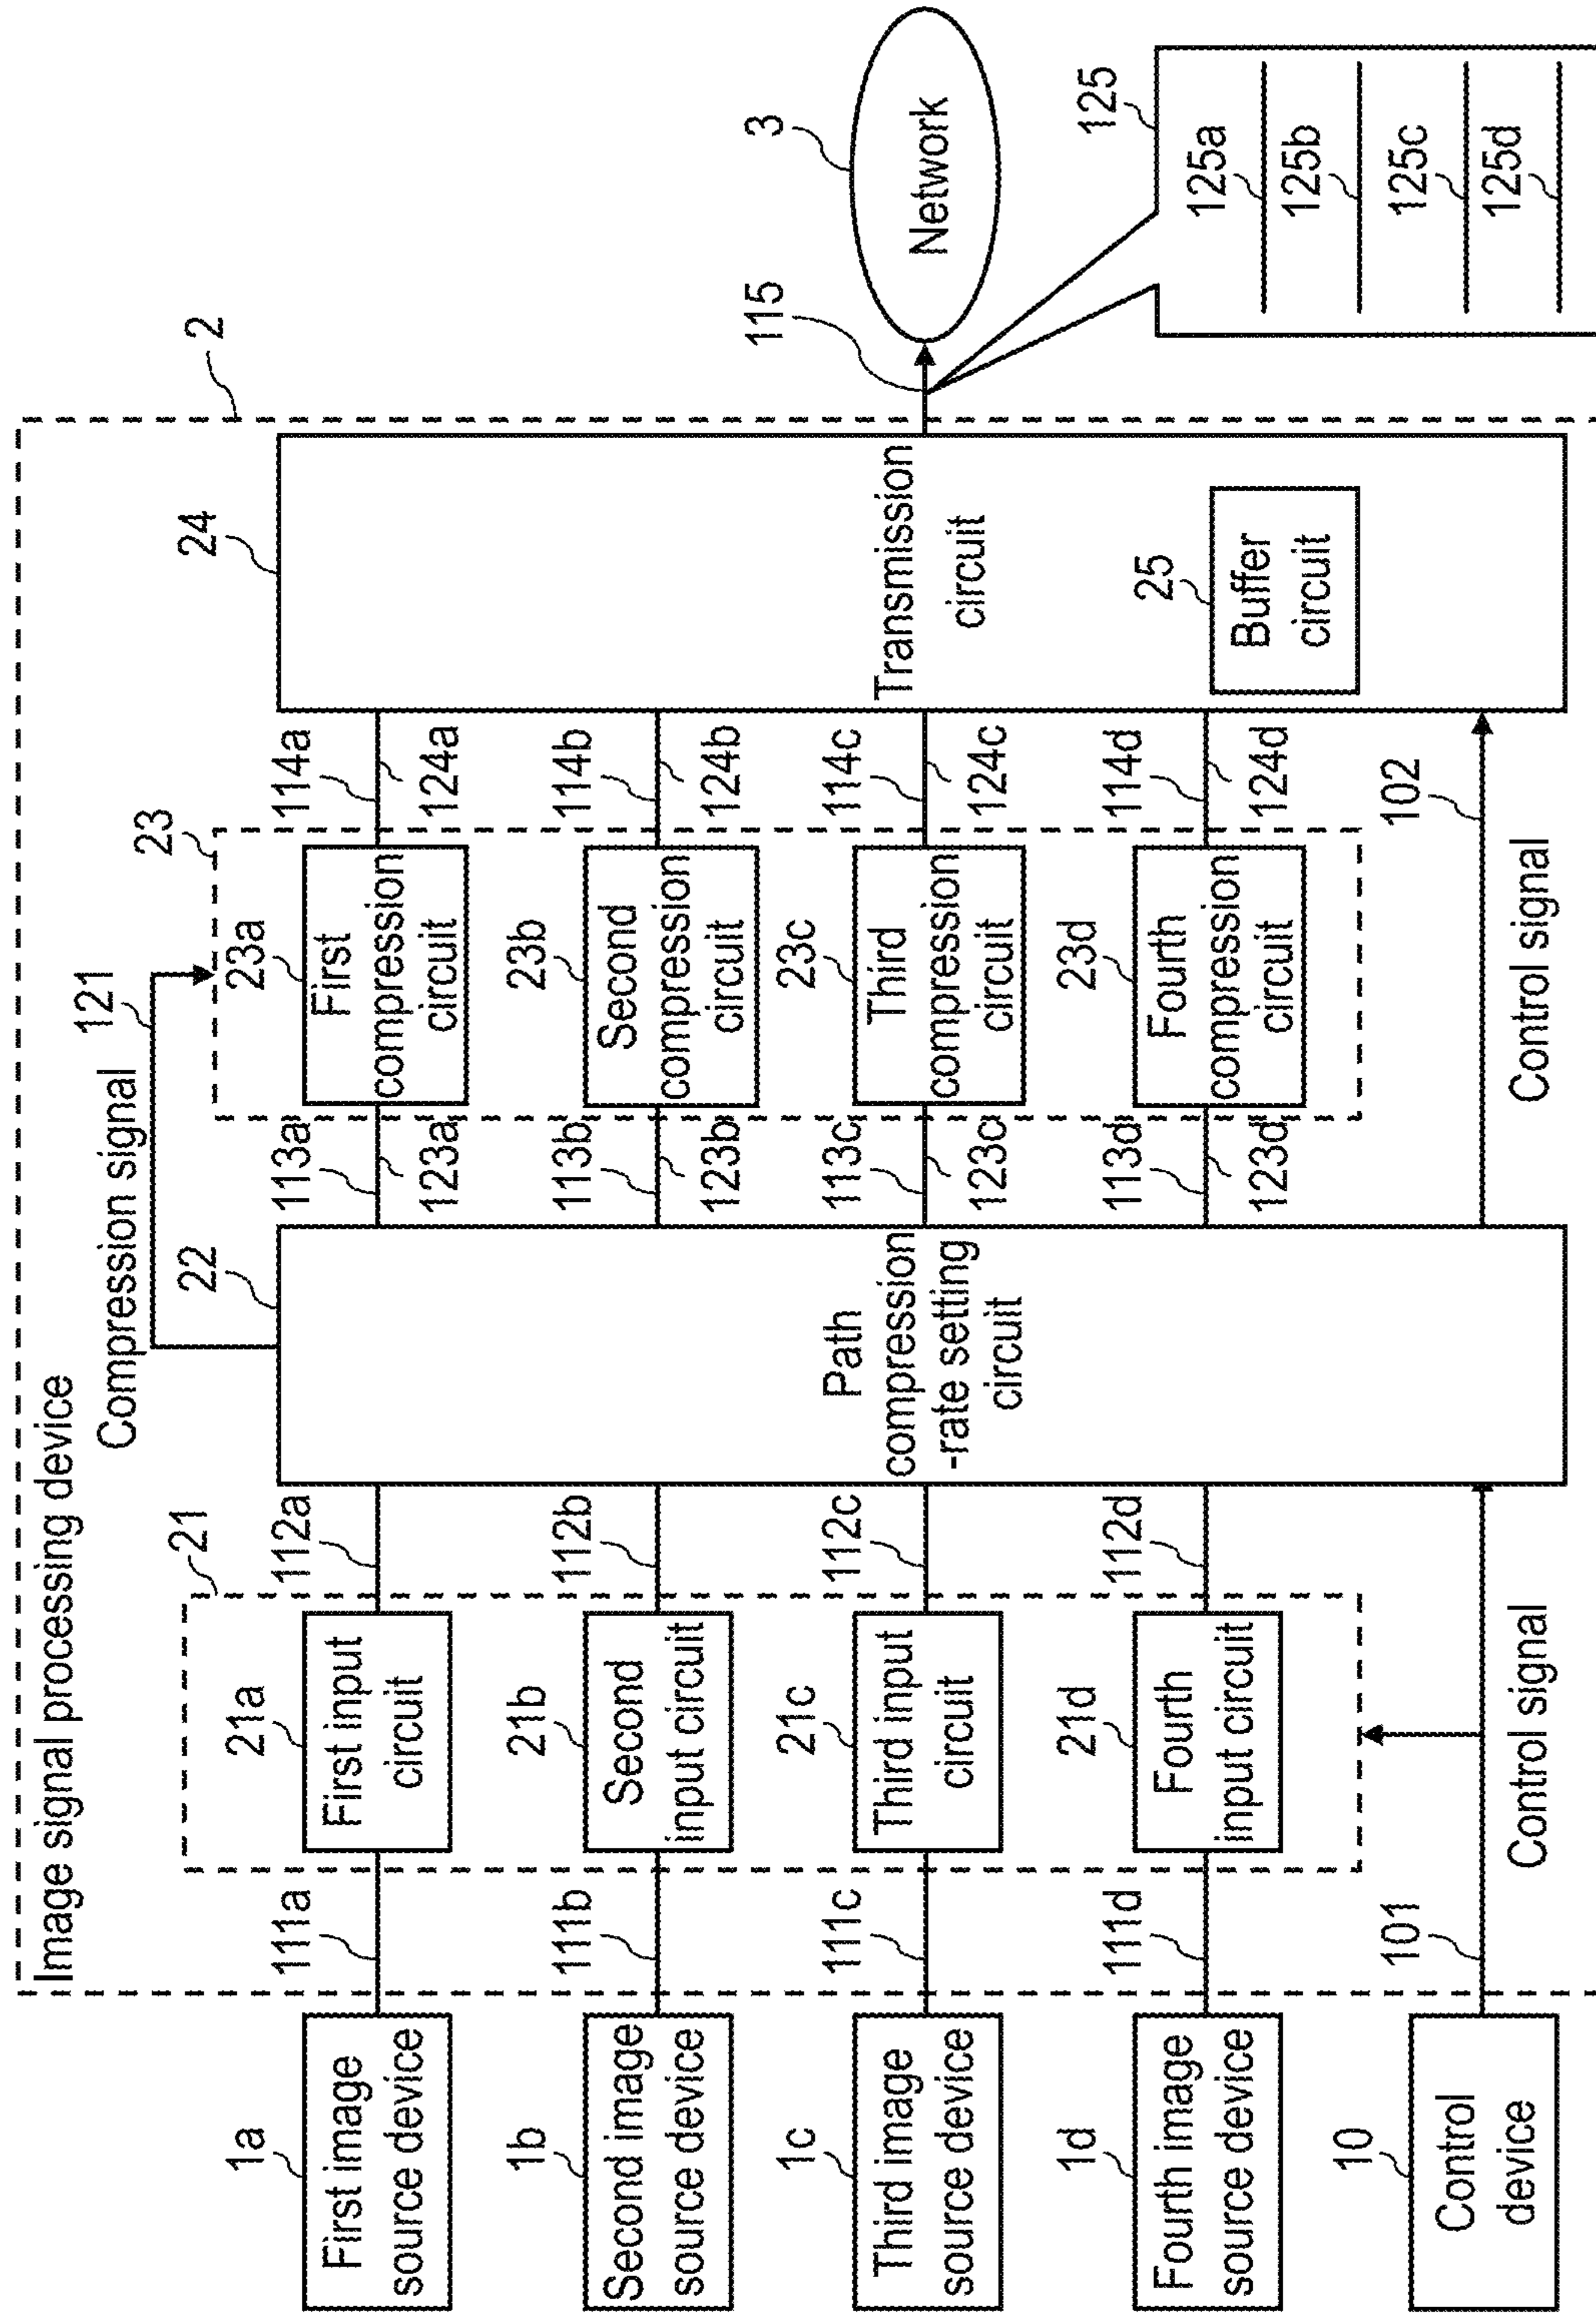 Image signal processing device
2
Compression signal
121
21
22
23
24
1a
First image
source device
111a
21a
First input
circuit
112a
113a
123a
23a
First
compression
circuit
114a
124a
1b
Second image
source device
111b
21b
Second
input circuit
112b
113b
123b
23b
Second
compression
circuit
114b
124b
1c
Third image
source device
111c
21c
Third input
circuit
112c
Path
compression
-rate setting
circuit
113c
123c
23c
Third
compression
circuit
114c
124c
Transmission
circuit
115
3
Network
1d
Fourth image
source device
111d
21d
Fourth
input circuit
112d
113d
123d
23d
Fourth
compression
circuit
114d
124d
25
Buffer
circuit
125
125a
125b
125c
125d
10
Control
device
101
Control signal
102
Control signal